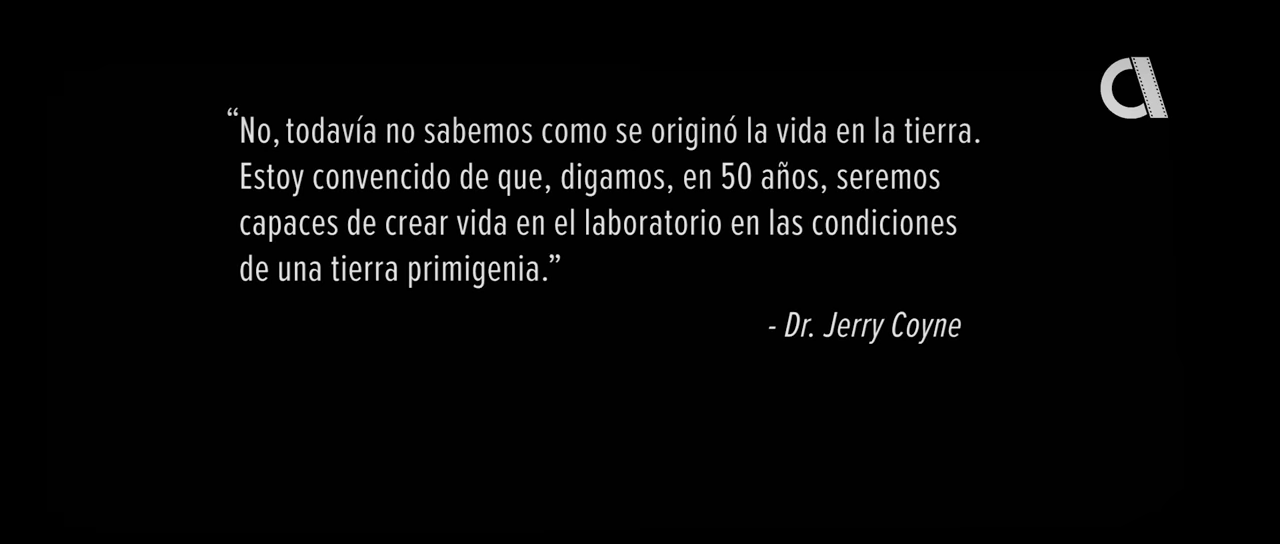 “No, todavía no sabemos como se originó la vida en la tierra.
Estoy convencido de que, digamos, en 50 años, seremos
capaces de crear vida en el laboratorio en las condiciones
de una tierra primigenia.”
- Dr. Jerry Coyne